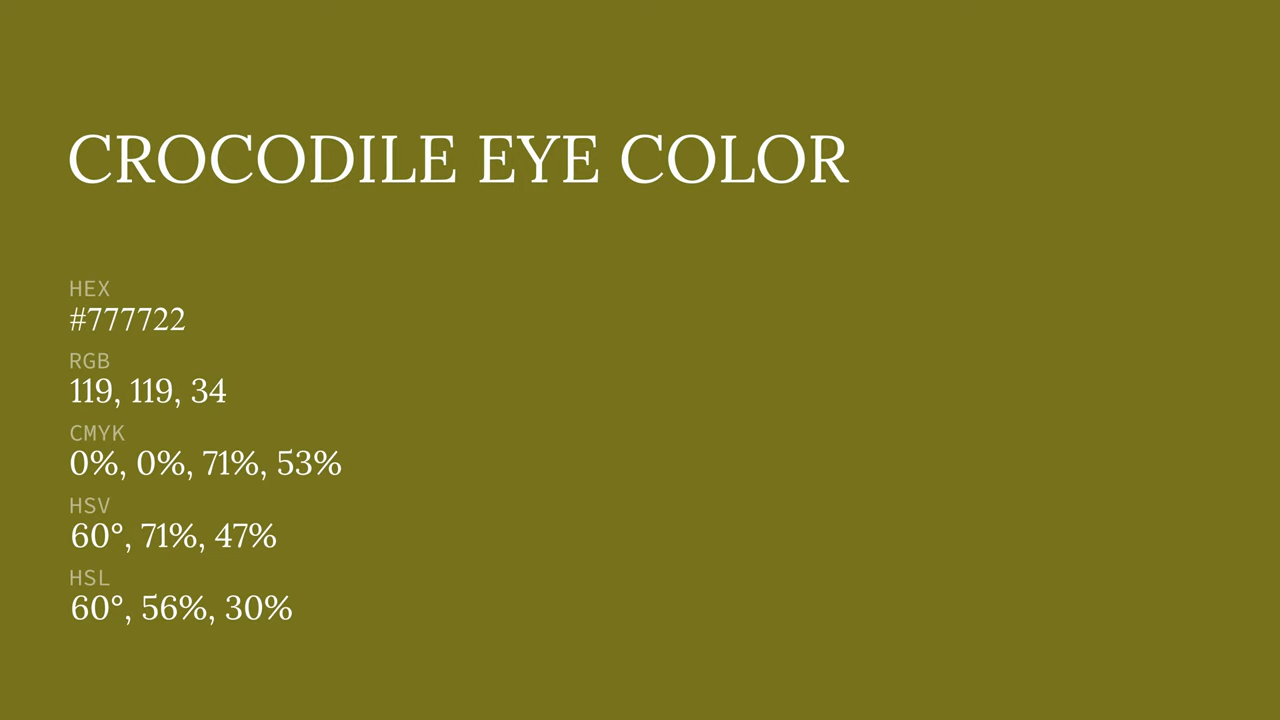 CROCODILE EYE COLOR
HEX
#777722
RGB
119, 119, 34
CMYK
0%, 0%, 71%, 53%
HSV
60°, 71%, 47%
HSL
60°, 56%, 30%